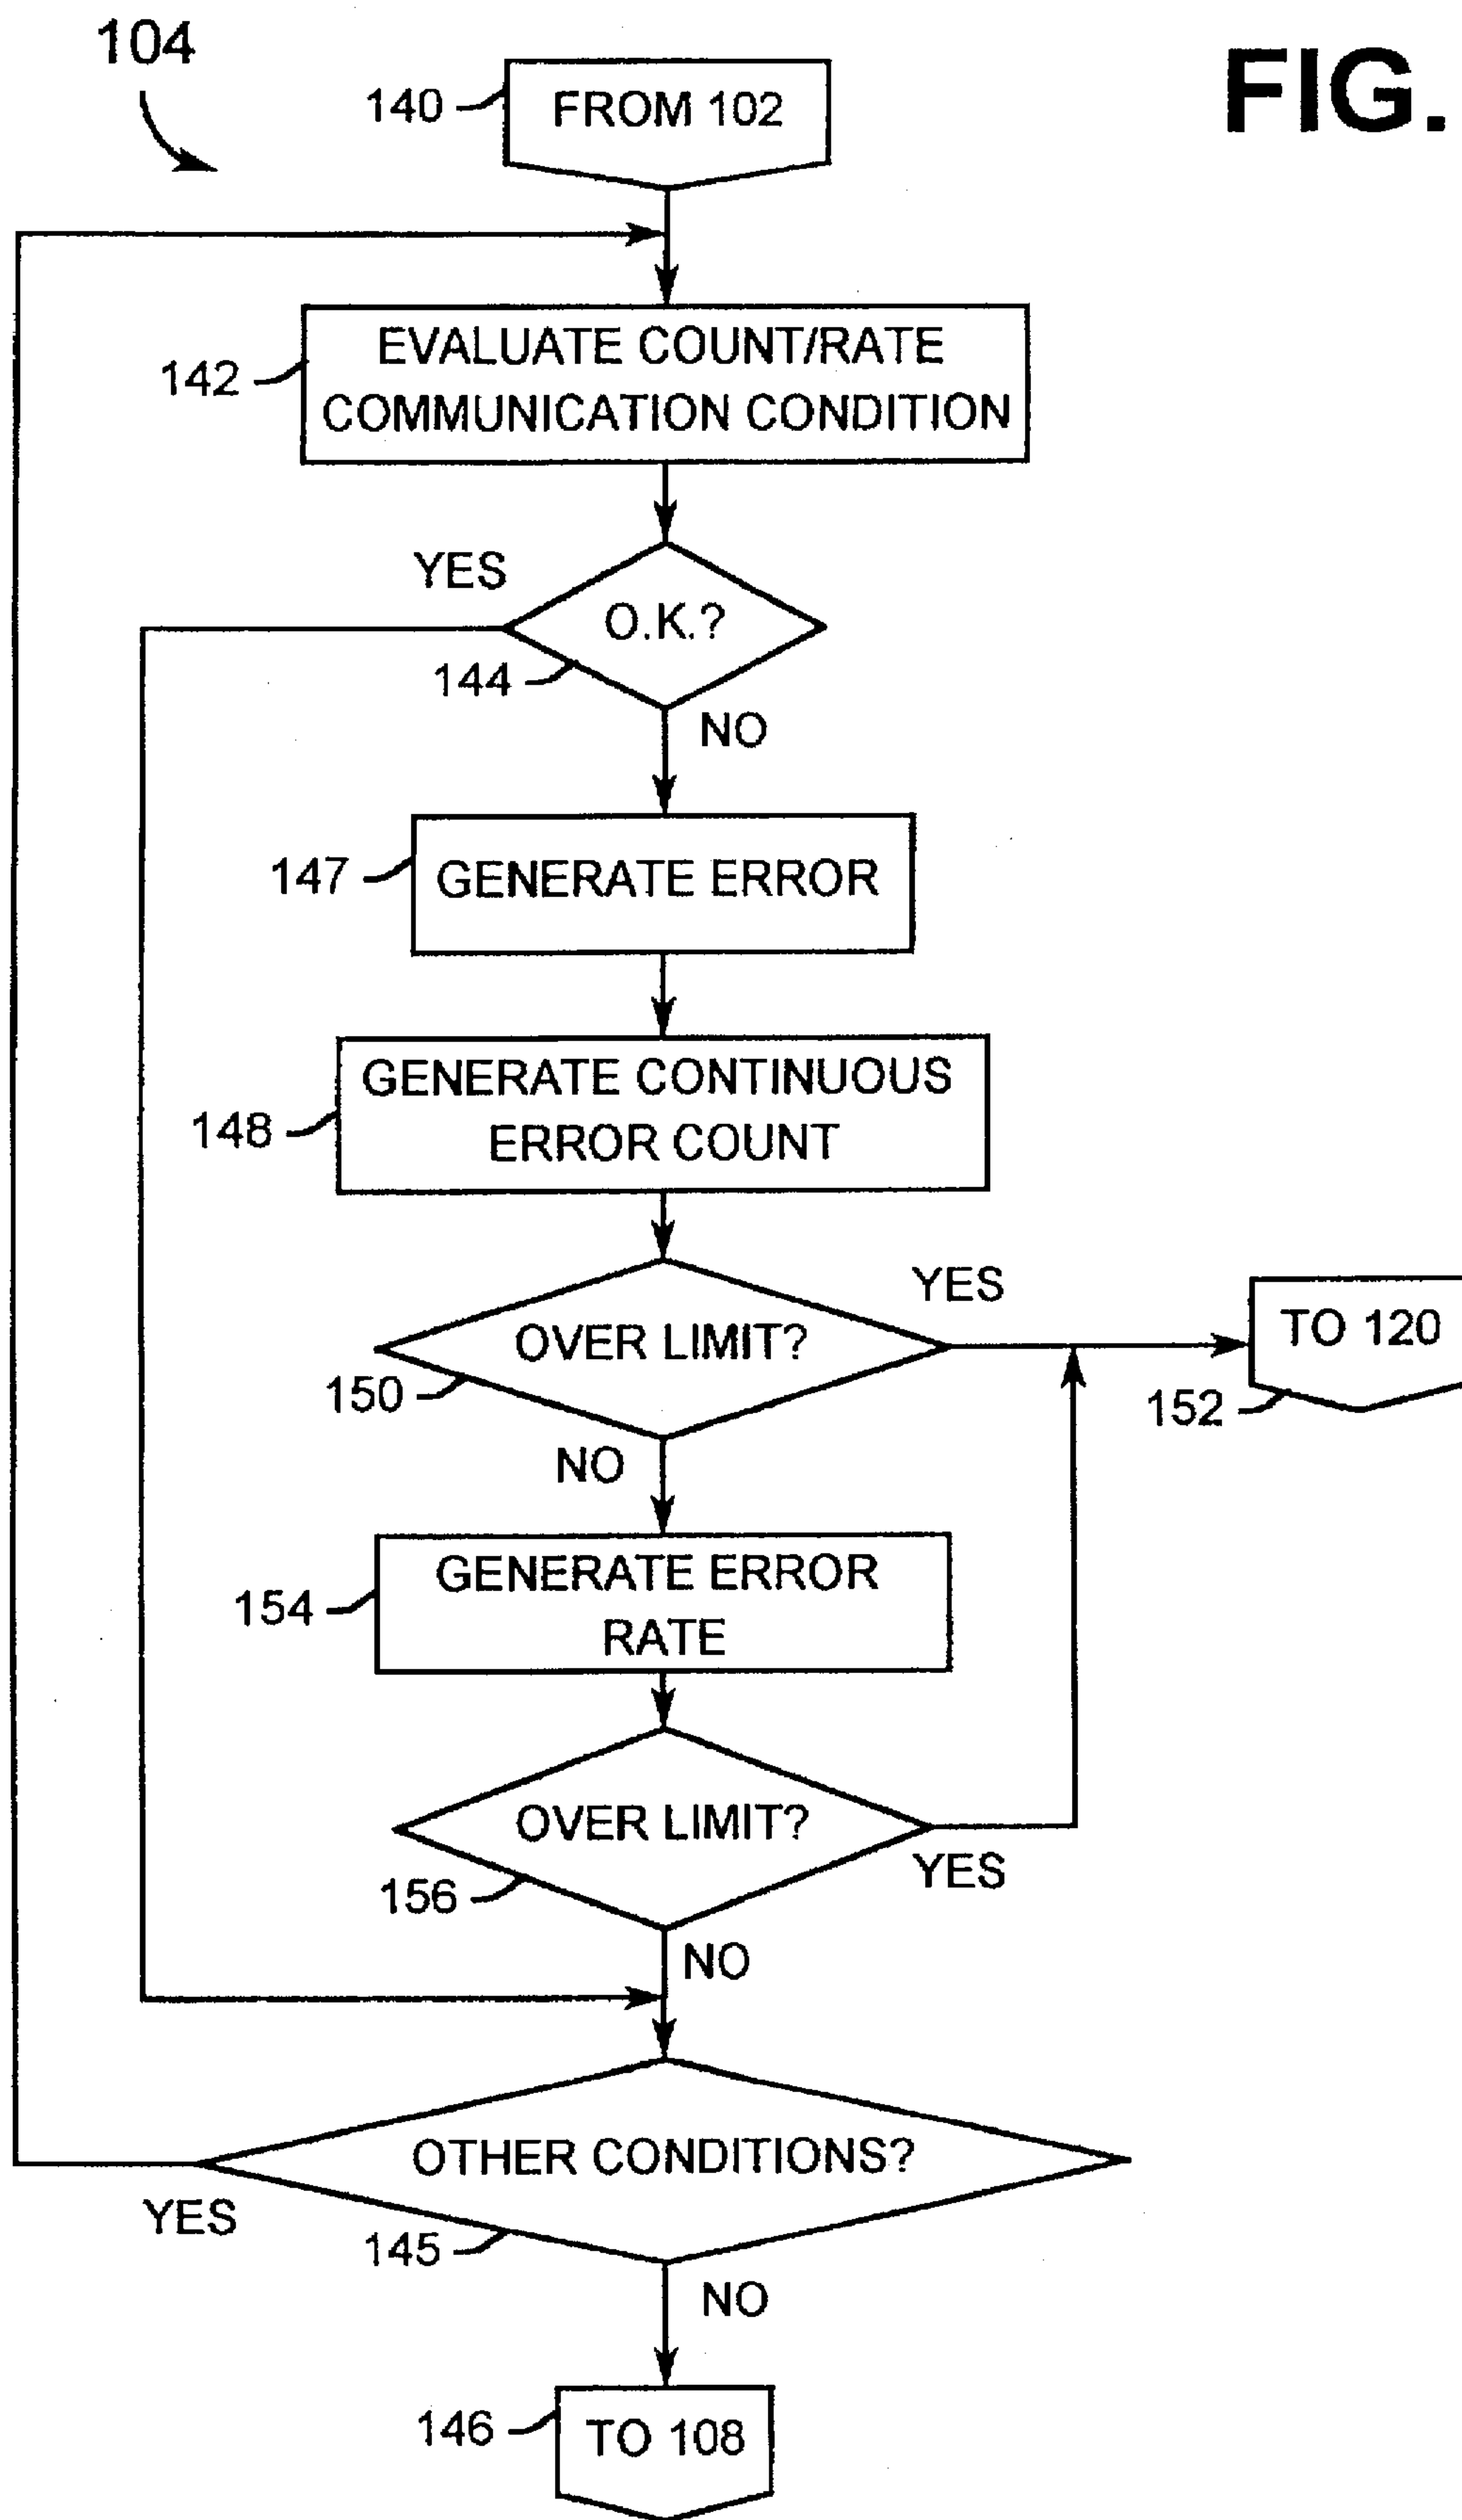 104
FIG.
140
FROM 102
142
EVALUATE COUNT/RATE
COMMUNICATION CONDITION
YES
O.K.?
144
NO
147
GENERATE ERROR
148
GENERATE CONTINUOUS
ERROR COUNT
YES
OVER LIMIT?
TO 120
150
152
NO
154
GENERATE ERROR
RATE
OVER LIMIT?
YES
156
NO
OTHER CONDITIONS?
YES
145
NO
146
TO 108